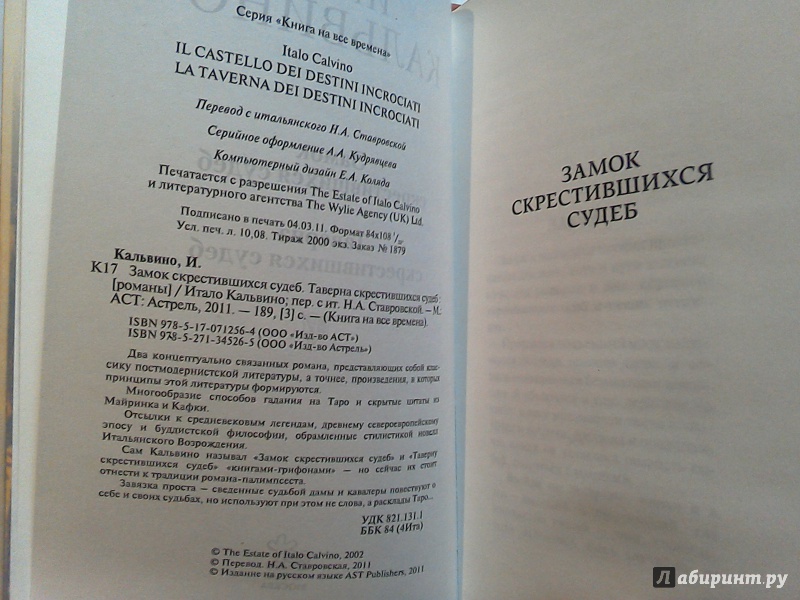 Серия «Книга на все времена»
Italo Calvino
IL CASTELLO DEI DESTINI INCROCIATI
LA TAVERNA DEI DESTINI INCROCIATI
Перевод с итальянского Н.А. Ставровской
Серийное оформление А.А. Кудрявцева
Компьютерный дизайн Е.А. Коляда
Печатается с разрешения The Estate of Italo Calvino
и литературного агентства The Wylie Agency (UK) Ltd.
Подписано в печать 04.03.11. Формат 84x108 1/32.
Усл. печ. л. 10,08. Тираж 2000 экз. Заказ № 1879
Кальвино, И.
К17 Замок скрестившихся судеб. Таверна скрестившихся судеб :
[романы] / Итало Кальвино; пер. с ит. Н.А. Ставровской. – М.:
АСТ: Астрель, 2011. – 189, [3] с. – (Книга на все времена).
ISBN 978-5-17-071256-4 (ООО «Изд-во АСТ»)
ISBN 978-5-271-34526-5 (ООО «Изд-во Астрель»)
Два концептуально связанных романа, представляющих собой клас-
сику постмодернистской литературы, а точнее, произведения, в которых
принципы этой литературы формируются.
Многообразие способов гадания на Таро и скрытые цитаты из
Майринка и Кафки.
Отсылки к средневековым легендам, древнему североевропейскому
эпосу и буддистской философии, обрамленные стилистикой новелл
Итальянского Возрождения.
Сам Кальвино называл «Замок скрестившихся судеб» и «Таверну
скрестившихся судеб» «книгами-грифонами» — но сейчас их стоит
отнести к традиции романа-палимпсеста.
Завязка проста – сведенные судьбой дамы и кавалеры повествуют о
себе и своих судьбах, но используют при этом не слова, а расклады Таро...
УДК 821.131.1
ББК 84 (4Ита)
© The Estate of Italo Calvino, 2002
© Перевод. Н.А. Ставровская, 2011
© Издание на русском языке AST Publishers, 2011
ЗАМОК
СКРЕСТИВШИХСЯ
СУДЕБ
Лабиринт.ру